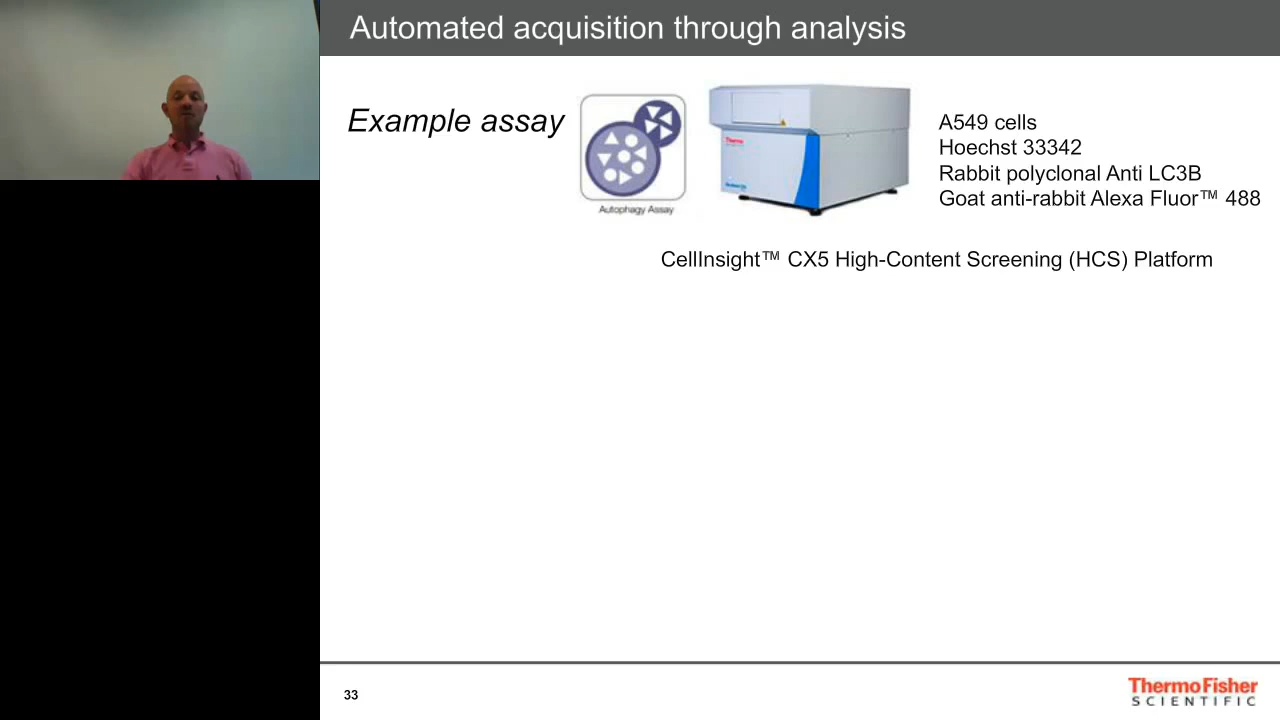 Automated acquisition through analysis
Example assay
Autophagy Assay
Thermo
A549 cells
Hoechst 33342
Rabbit polyclonal Anti LC3B
Goat anti-rabbit Alexa Fluor™ 488
CellInsight™ CX5 High-Content Screening (HCS) Platform
33
ThermoFisher
SCIENTIFIC